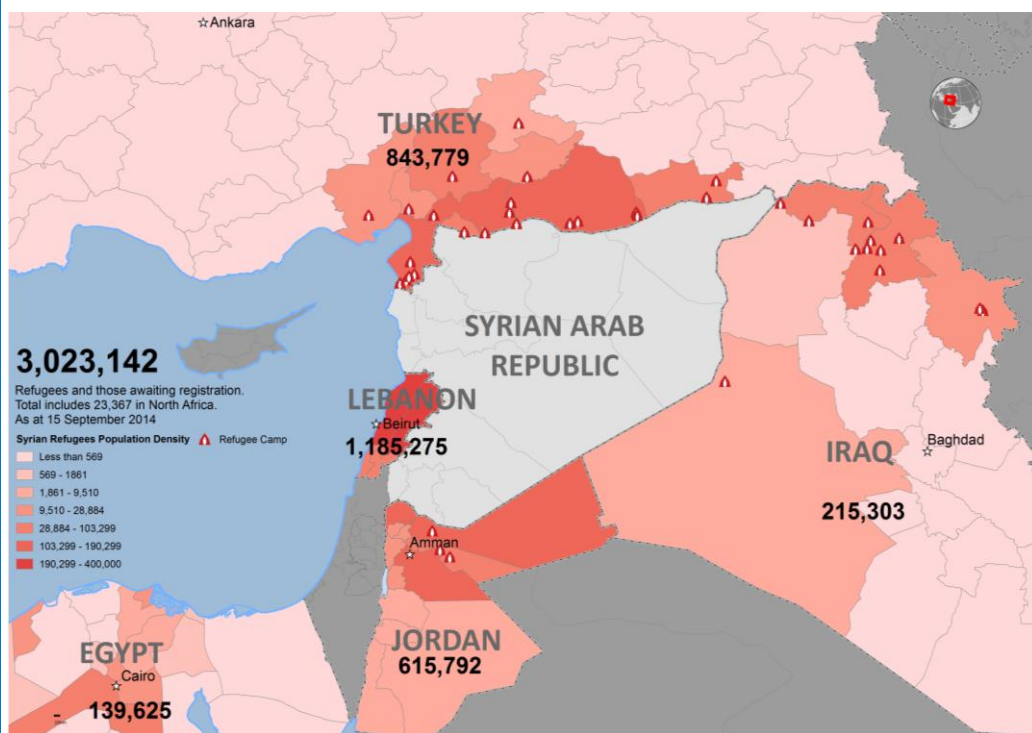 Ankara
TURKEY
843,779
SYRIAN ARAB
REPUBLIC
3,023,142
Refugees and those awaiting registration.
Total includes 23,367 in North Africa.
As at 15 September 2014
Syrian Refugees Population Density
Refugee Camp
Less than 569
569 - 1861
1,861 - 9,510
9,510 - 28,884
28,884 - 103,299
103,299 - 190,299
190,299 - 400,000
LEBANON
Beirut
1,185,275
IRAQ
Baghdad
215,303
Amman
JORDAN
615,792
EGYPT
Cairo
139,625